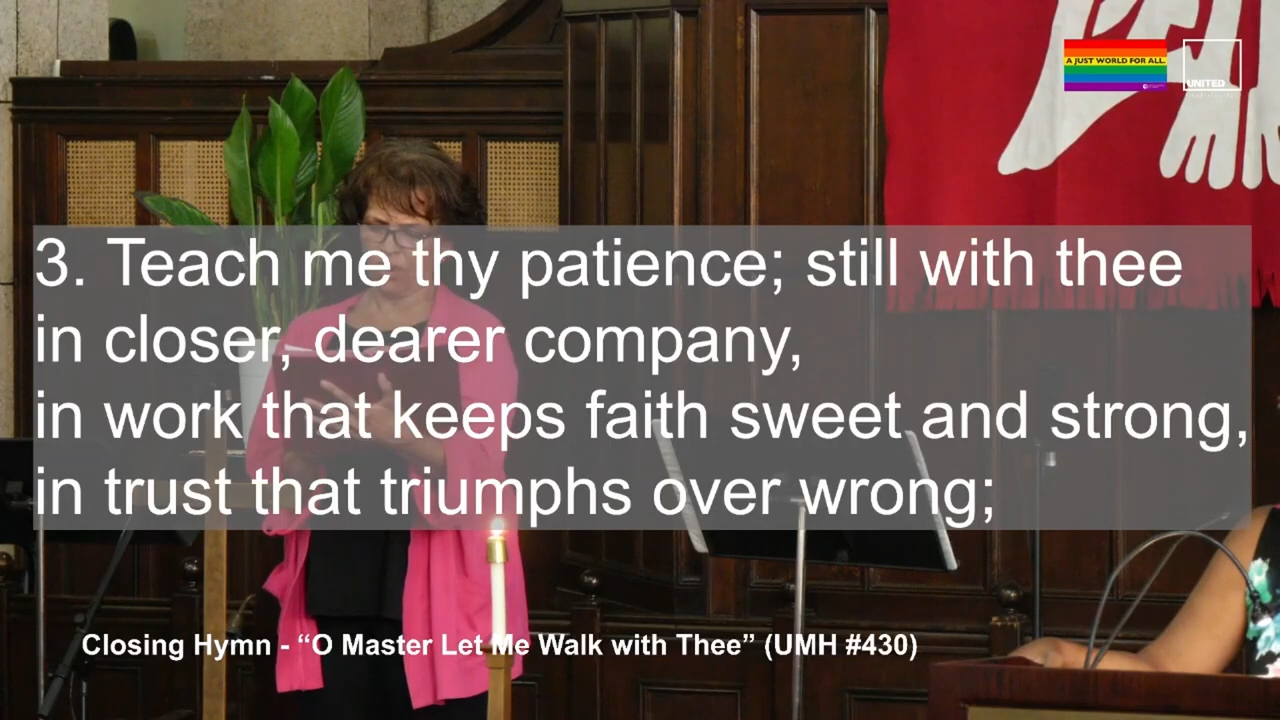 A JUST WORLD FOR ALL.
UNITED
3. Teach me thy patience; still with thee
in closer, dearer company,
in work that keeps faith sweet and strong,
in trust that triumphs over wrong;
Closing Hymn - “O Master Let Me Walk with Thee” (UMH #430)